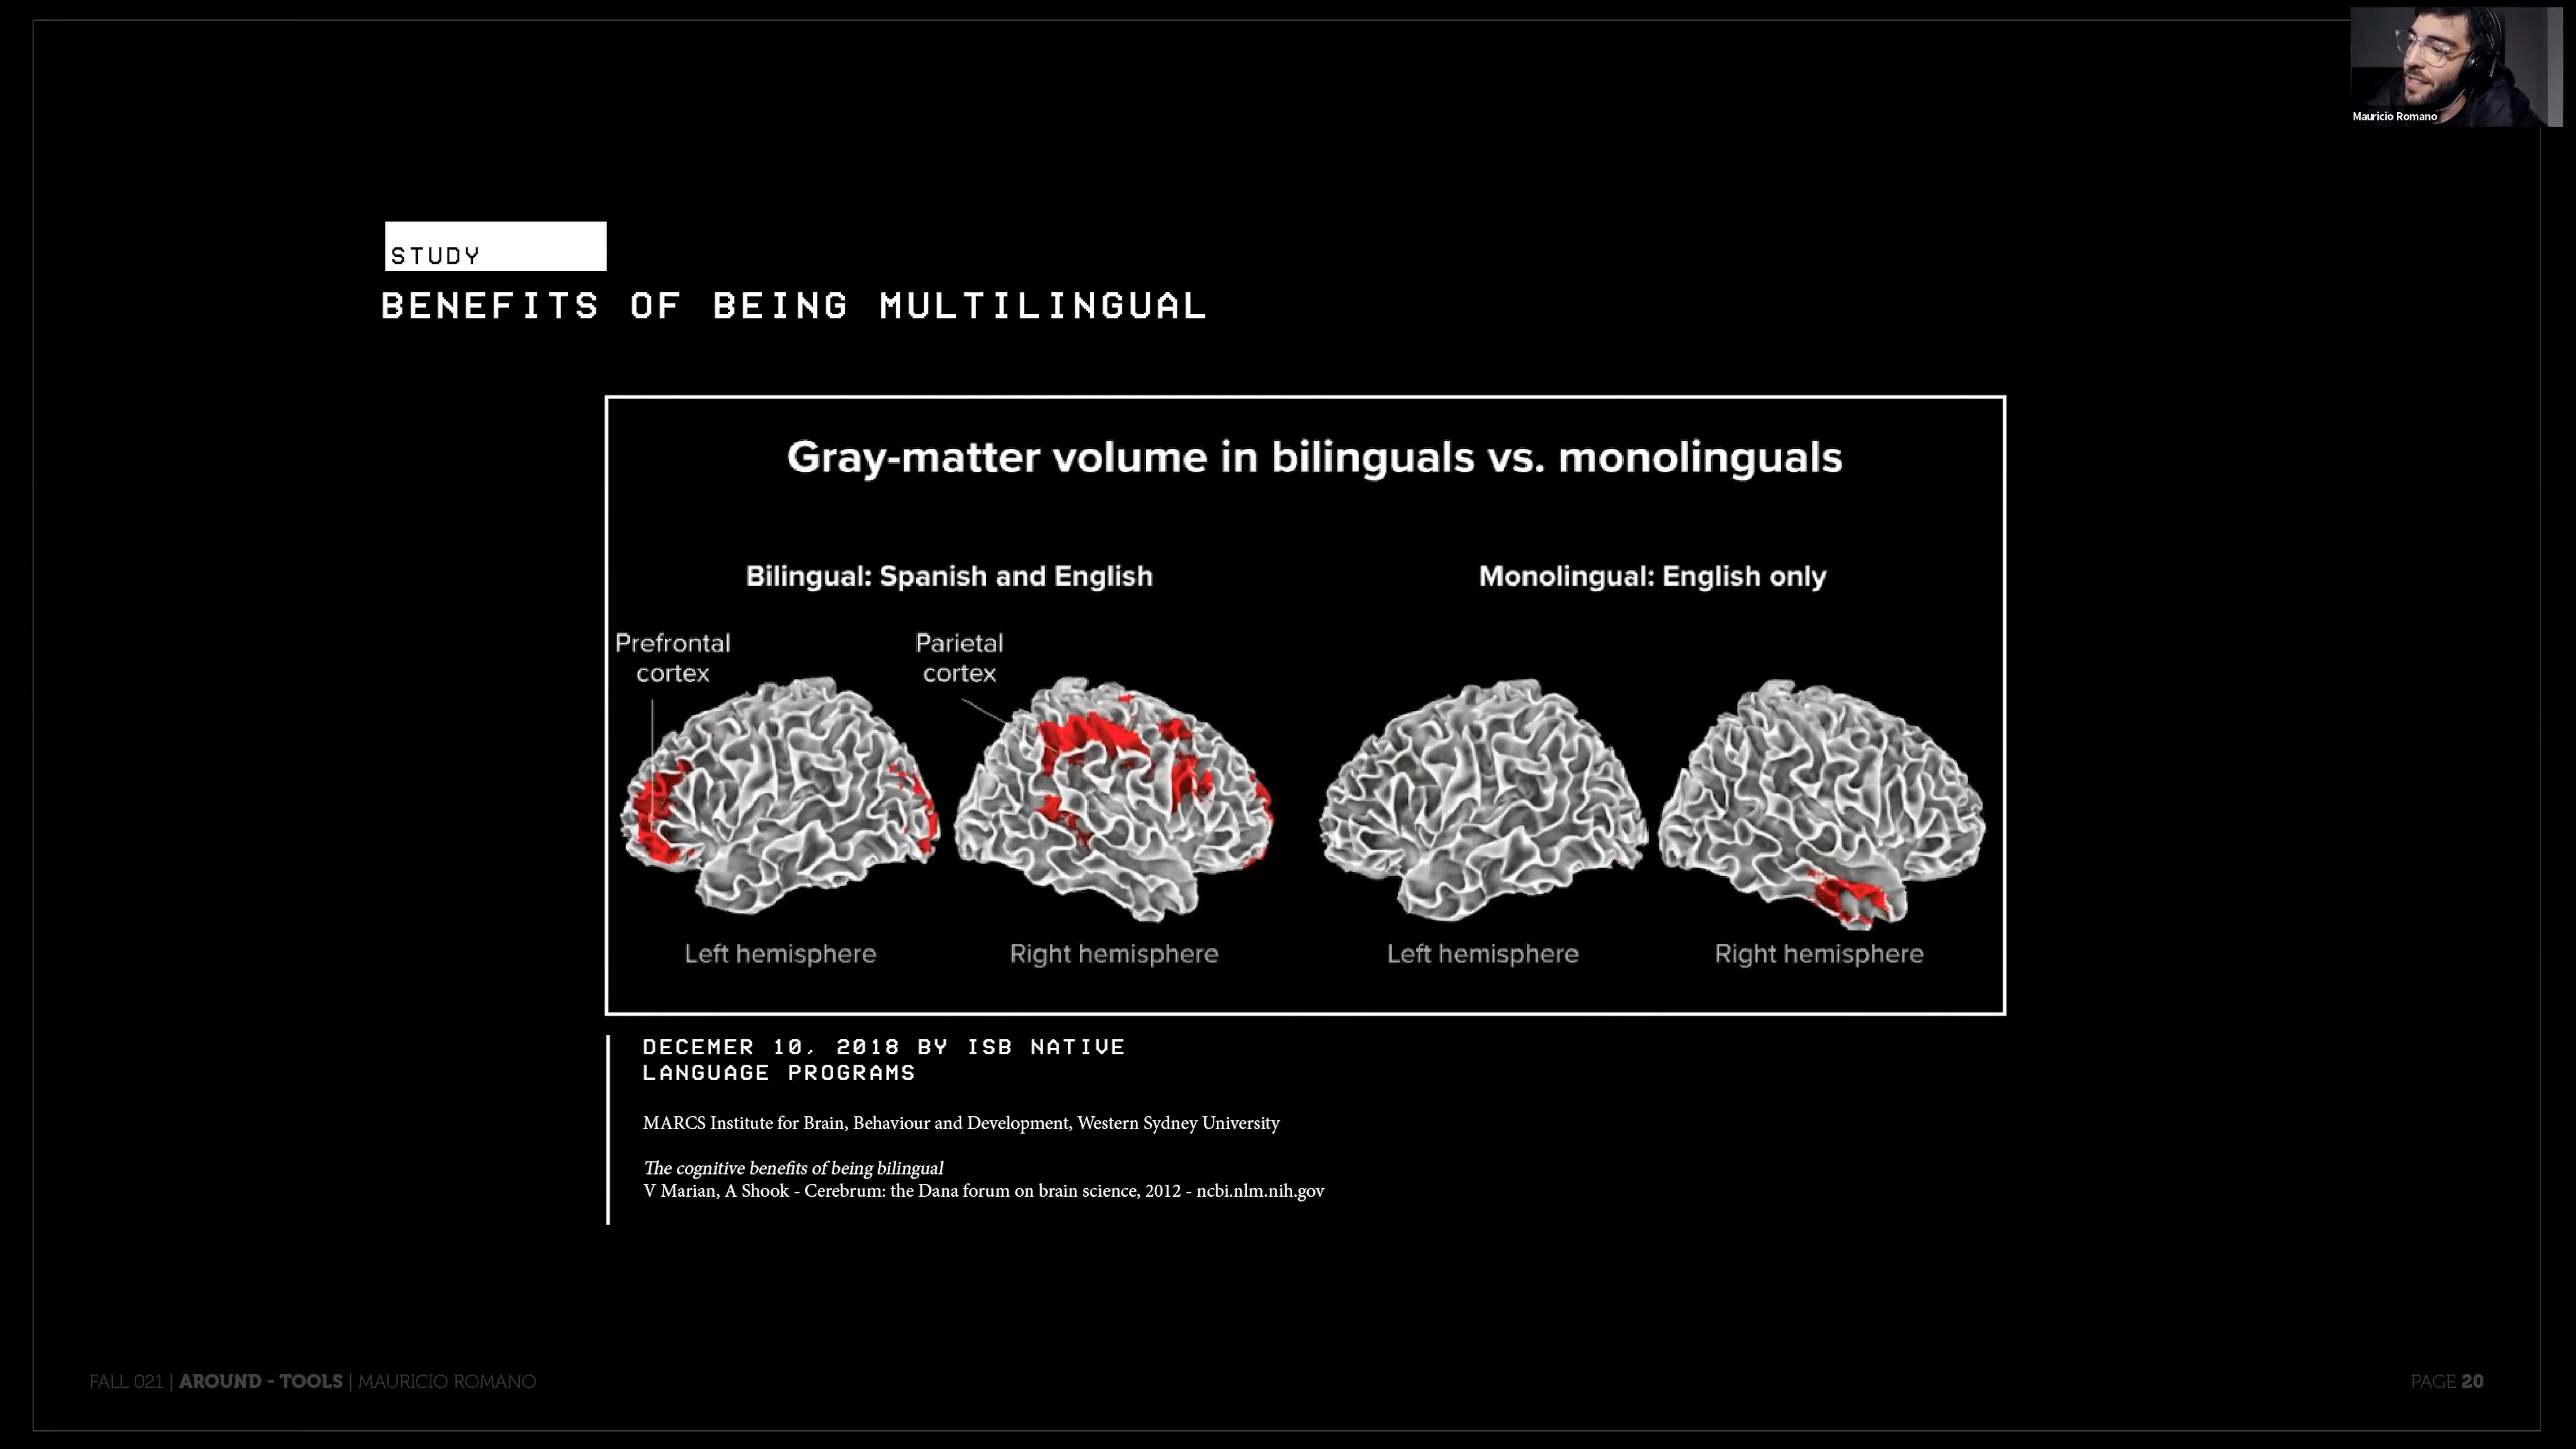 Mauricio Romano
STUDY
BENEFITS OF BEING MULTILINGUAL
Gray-matter volume in bilinguals vs. monolinguals
Bilingual: Spanish and English
Monolingual: English only
Prefrontal
cortex
Parietal
cortex
Left hemisphere
Right hemisphere
Left hemisphere
Right hemisphere
DECEMER 10, 2018 BY ISB NATIVE
LANGUAGE PROGRAMS
MARCS Institute for Brain, Behaviour and Development, Western Sydney University
The cognitive benefits of being bilingual
V Marian, A Shook - Cerebrum: the Dana forum on brain science, 2012 - ncbi.nlm.nih.gov
FALL 021 | AROUND - TOOLS | MAURICIO ROMANO
PAGE 20